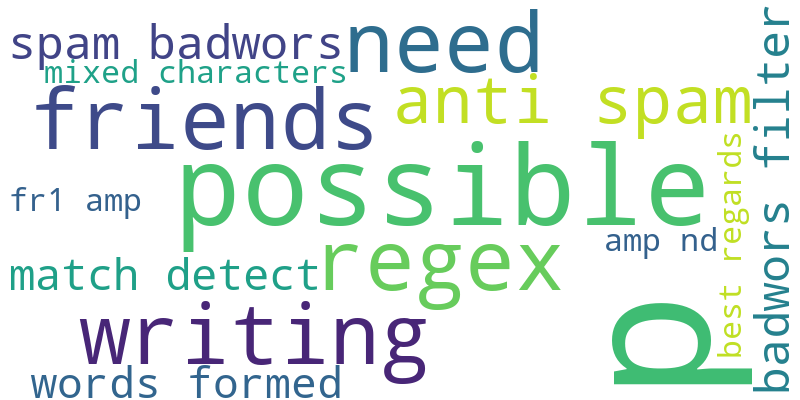 spam badwors
need
mixed characters
friends
anti spam
possible
fr1 amp
amp nd
regex
match detect
writing
words formed
p
best regards
badwors filter